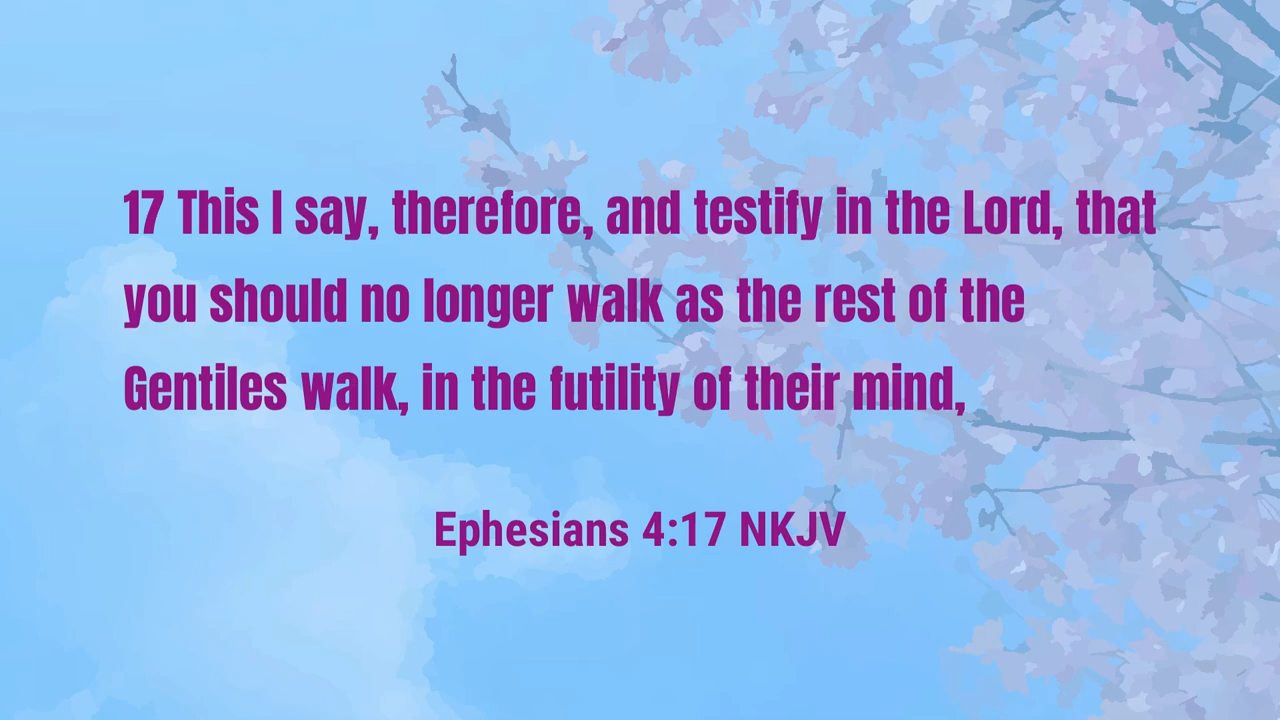 17 This I say, therefore, and testify in the Lord, that
you should no longer walk as the rest of the
Gentiles walk, in the futility of their mind,
Ephesians 4:17 NKJV